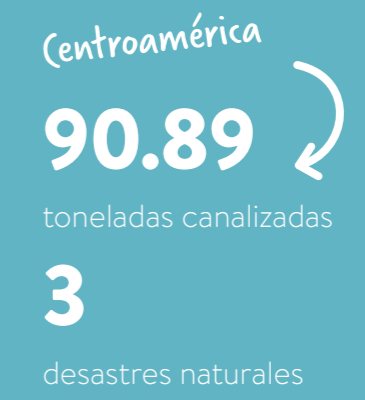 Centroamérica
90.89
toneladas canalizadas
3
desastres naturales